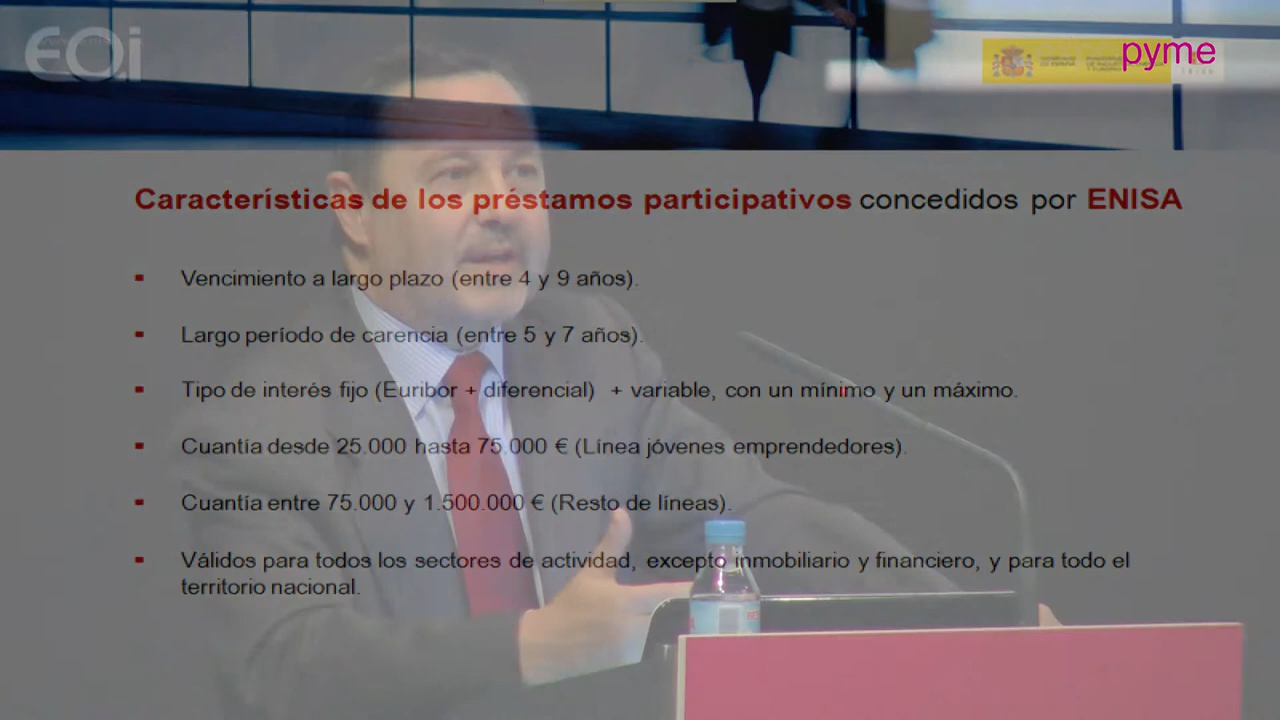 EOi
pyme
Características de los préstamos participativos concedidos por ENISA
Vencimiento a largo plazo (entre 4 y 9 años).
Largo período de carencia (entre 5 y 7 años).
Tipo de interés fijo (Euribor + diferencial) + variable, con un mínimo y un máximo.
Cuantía desde 25.000 hasta 75.000 € (Línea jóvenes emprendedores).
Cuantía entre 75.000 y 1.500.000 € (Resto de líneas).
Válidos para todos los sectores de actividad, excepto inmobiliario y financiero, y para todo el
territorio nacional.